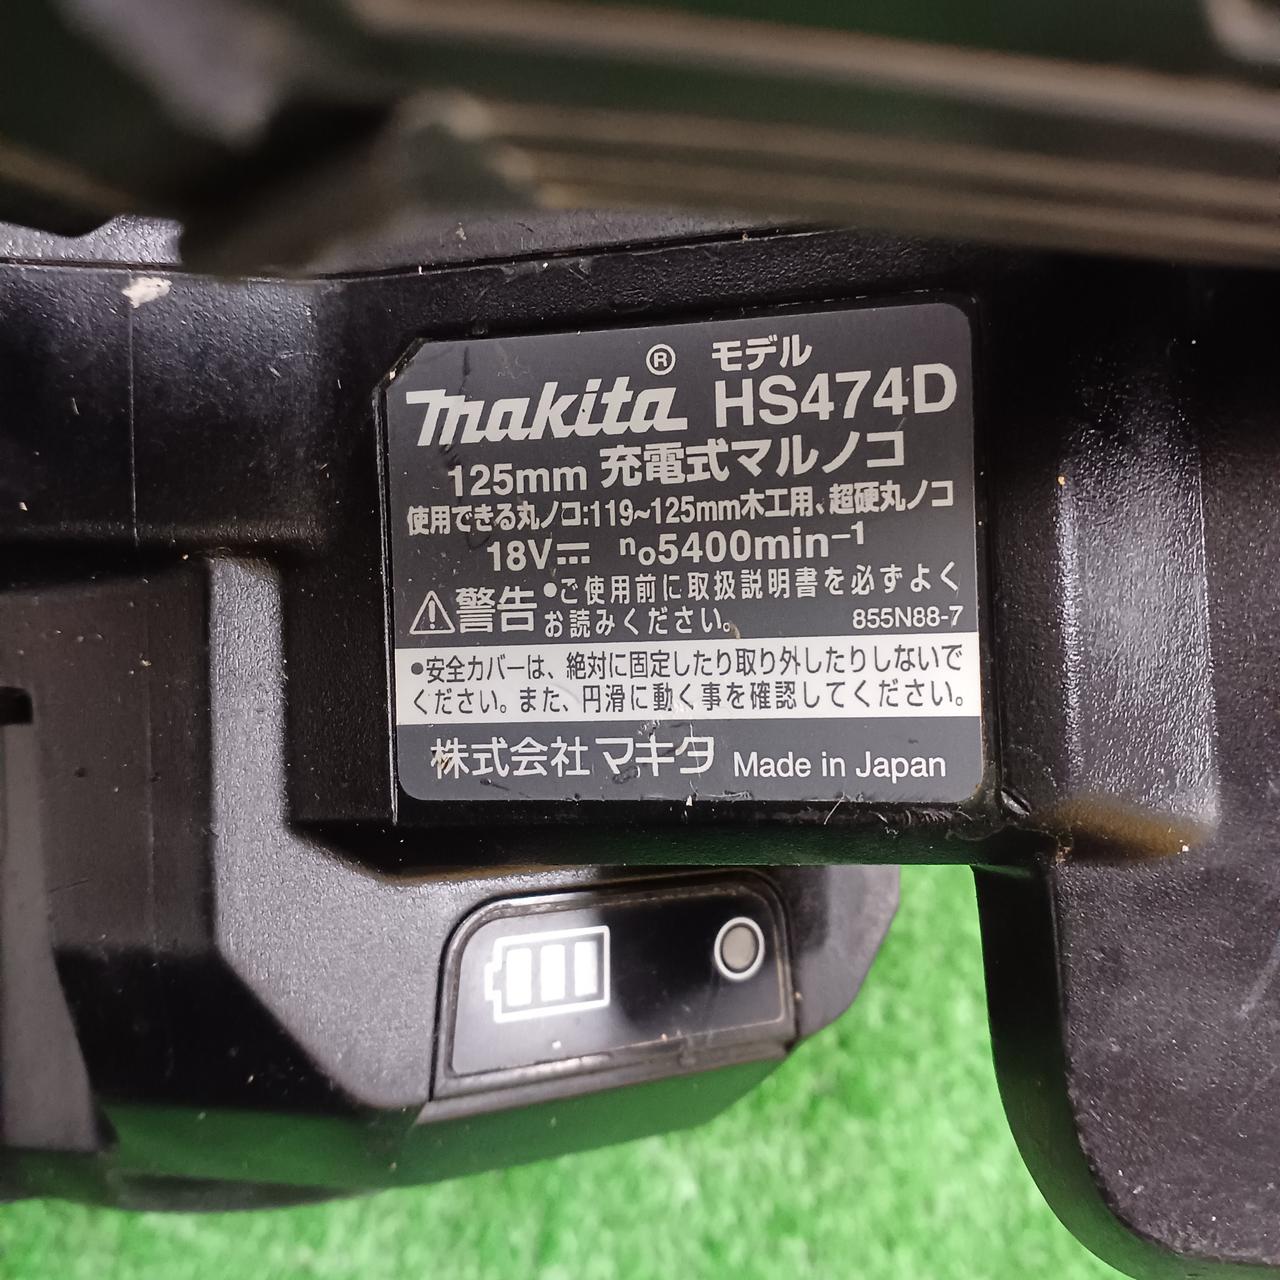 makita® モデル HS474D
125mm 充電式マルノコ
使用できる丸ノコ:119~125mm木工用、超硬丸ノコ
18V⎓ n₀5400min⁻¹
⚠警告 •ご使用前に取扱説明書を必ずよく
お読みください。 855N88-7
•安全カバーは、絶対に固定したり取り外したりしないで
ください。また、円滑に動く事を確認してください。
株式会社マキタ Made in Japan